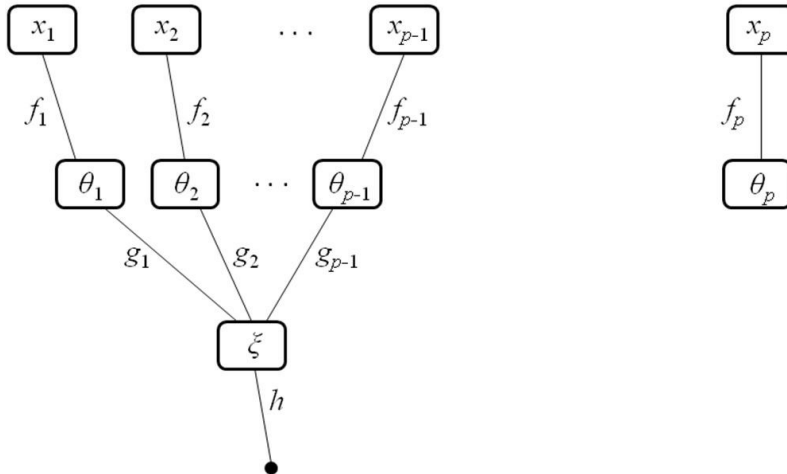 x₁ x₂ ... xₚ₋₁ xₚ
f₁ f₂ fₚ₋₁ fₚ
θ₁ θ₂ ... θₚ₋₁ θₚ
g₁ g₂ gₚ₋₁
ξ
h